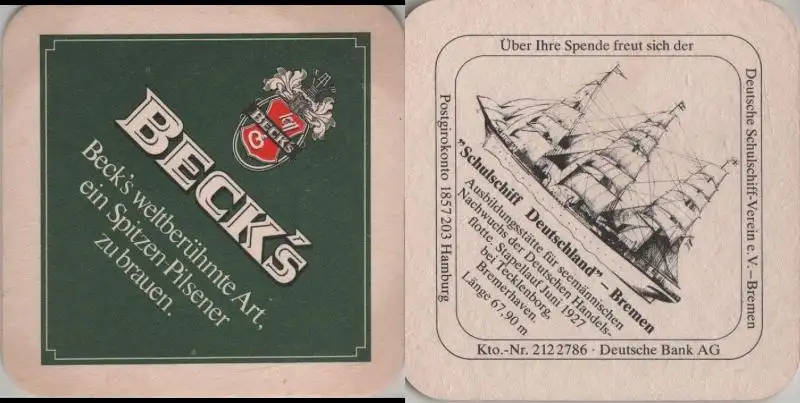 BECK'S
BECK'S
Beck's weltberühmte Art,
ein Spitzen-Pilsener
zu brauen.
Über Ihre Spende freut sich der
Deutsche Schulschiff-Verein e.V. – Bremen
Postgirokonto 1857203 Hamburg
„Schulschiff Deutschland" – Bremen
Ausbildungsstätte für seemännischen
Nachwuchs der Deutschen Handels-
flotte. Stapellauf Juni 1927
bei Tecklenborg,
Bremerhaven.
Länge 67,90 m
Kto.-Nr. 212 2786 · Deutsche Bank AG